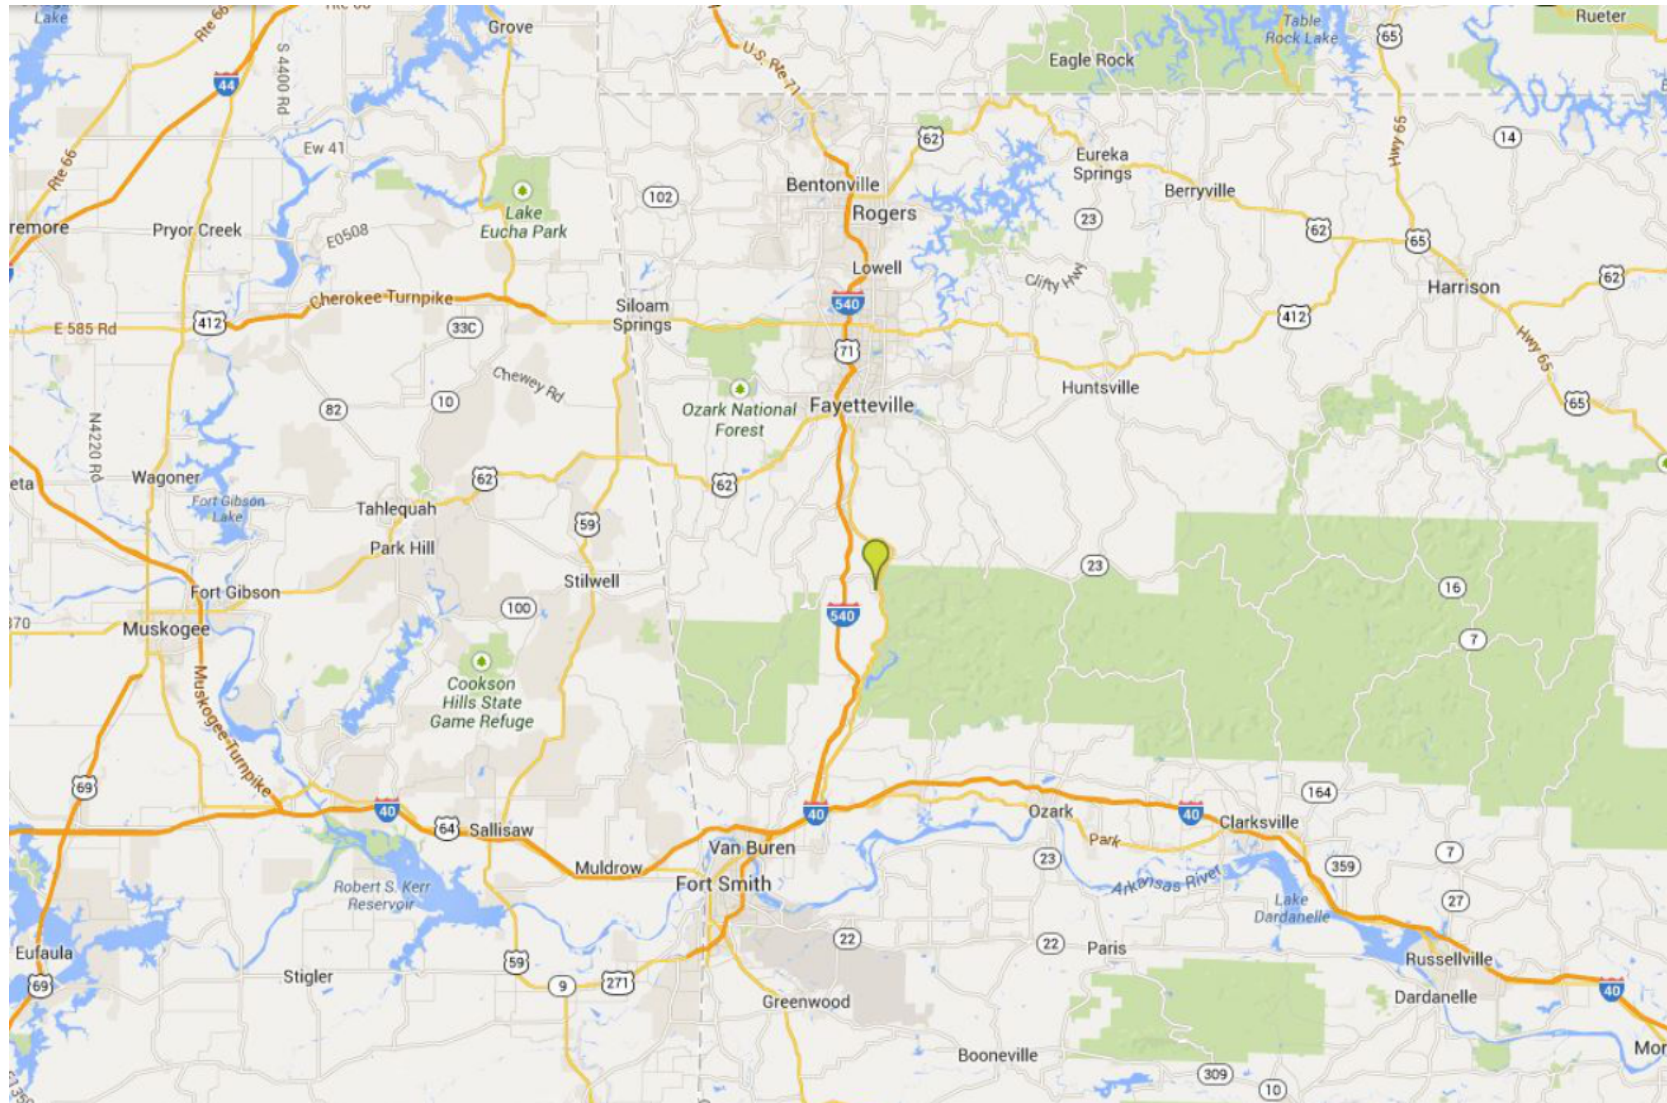 Lake
Rte 66
Rte 66
Grove
U.S. Rte 71
Table
Rock Lake
65
Rueter
Eagle Rock
44
S 4400 Rd
Ew 41
Rte 66
62
Hwy 65
14
Eureka
Springs
Bentonville
102
Berryville
Lake
Eucha Park
Rogers
23
remore
Pryor Creek
E0508
62
65
Lowell
Clifty Hwy
62
Harrison
Cherokee Turnpike
Siloam
Springs
540
412
412
E 585 Rd
33C
71
Hwy 65
Chewey Rd
Huntsville
82
10
Ozark National
Forest
Fayetteville
65
N4220 Rd
eta
Wagoner
62
62
Fort Gibson
Lake
Tahlequah
59
Park Hill
Stilwell
23
16
Fort Gibson
100
540
370
Muskogee
7
Cookson
Hills State
Game Refuge
Muskogee Turnpike
69
40
40
40
164
64
Sallisaw
Ozark
Clarksville
Park
Van Buren
Muldrow
23
7
359
Fort Smith
Arkansas River
Robert S. Kerr
Reservoir
Lake
Dardanelle
27
22
22
Paris
Eufaula
59
Russellville
Stigler
69
9
271
40
Greenwood
Dardanelle
Booneville
Mor
309
10